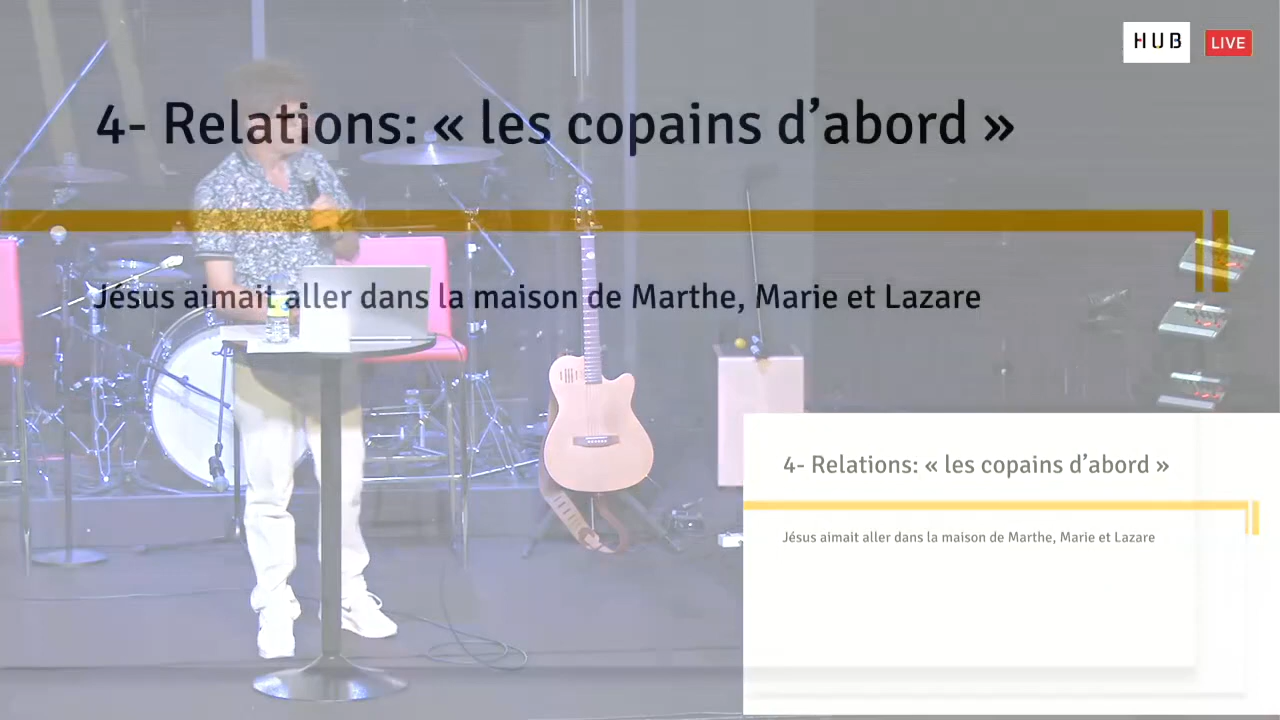 HUB LIVE
4- Relations: « les copains d’abord »
Jésus aimait aller dans la maison de Marthe, Marie et Lazare
4- Relations: « les copains d’abord »
Jésus aimait aller dans la maison de Marthe, Marie et Lazare